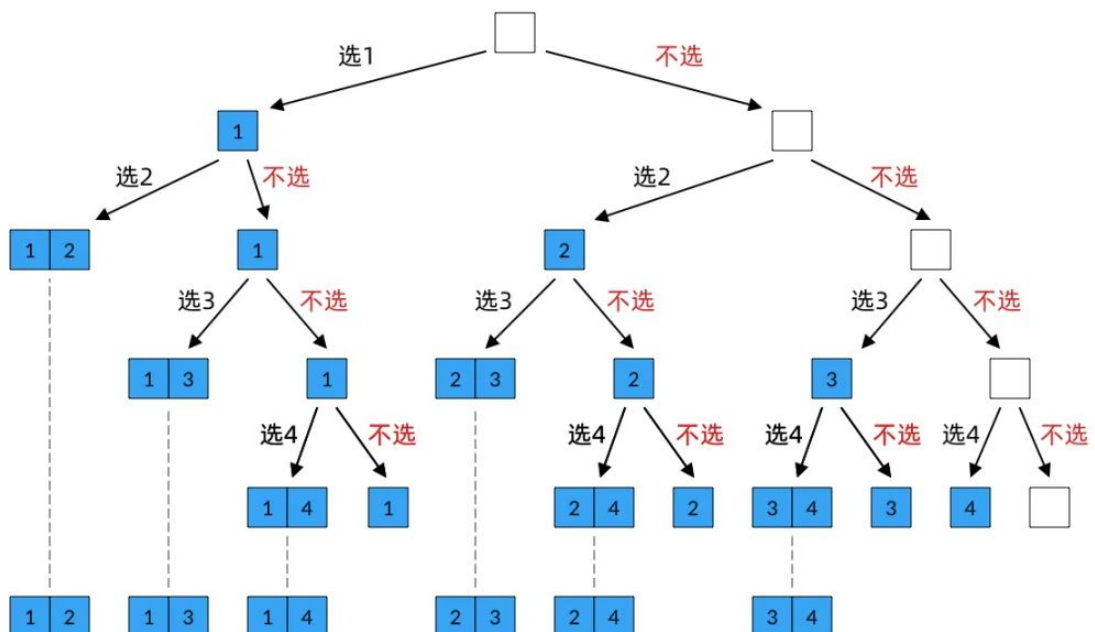 选1 不选
1
选2 不选 选2 不选
1 2 1 2
选3 不选 选3 不选 选3 不选
1 3 1 2 3 2 3
选4 不选 选4 不选 选4 不选 选4 不选
1 4 1 2 4 2 3 4 3 4
1 2 1 3 1 4 2 3 2 4 3 4